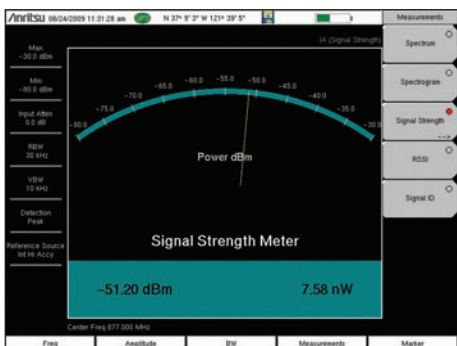 Anritsu 06/24/2009 11:31:28 am N 37° 9' 3" W 121° 39' 5"
Measurements
IA (Signal Strength)
Max
-30.0 dBm
Min
-80.0 dBm
Input Atten
0.0 dB
RBW
30 kHz
VBW
10 kHz
Detection
Peak
Reference Source
Int Hi Accy
-80.0 -75.0 -70.0 -65.0 -60.0 -55.0 -50.0 -45.0 -40.0 -35.0 -30.0
Power dBm
Signal Strength Meter
-51.20 dBm 7.58 nW
Center Freq 877.000 MHz
Spectrum
Spectrogram
Signal Strength
-->
RSSI
Signal ID
Freq Amplitude BW Measurements Marker